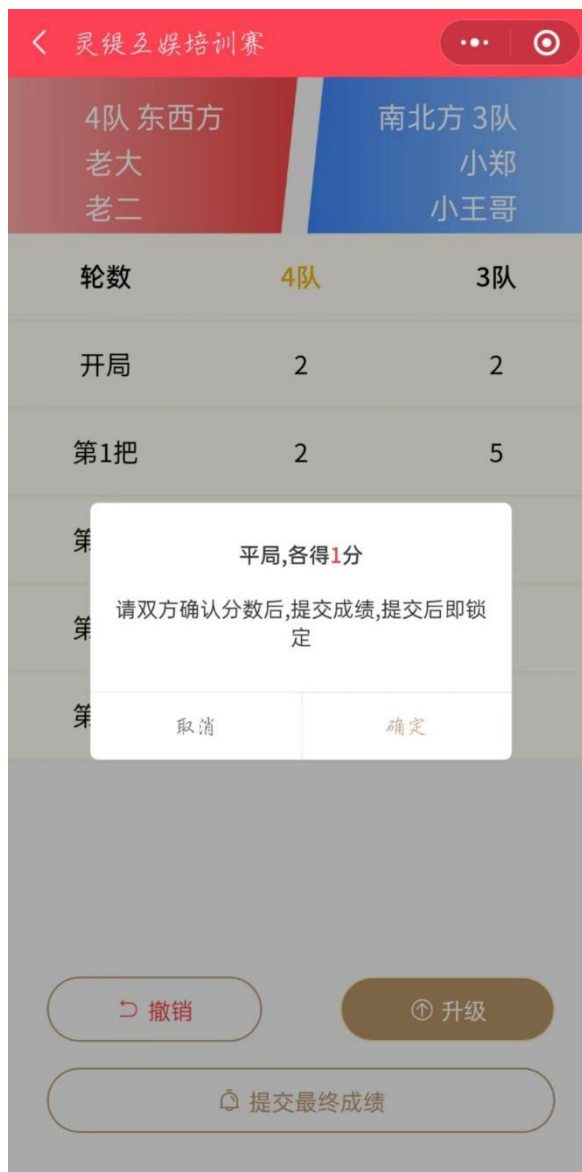 灵缇互娱培训赛
4队 东西方
老大
老二
南北方 3队
小郑
小王哥
轮数 4队 3队
开局 2 2
第1把 2 5
第
平局,各得1分
第
请双方确认分数后,提交成绩,提交后即锁
定
第
取消 确定
撤销 升级
提交最终成绩